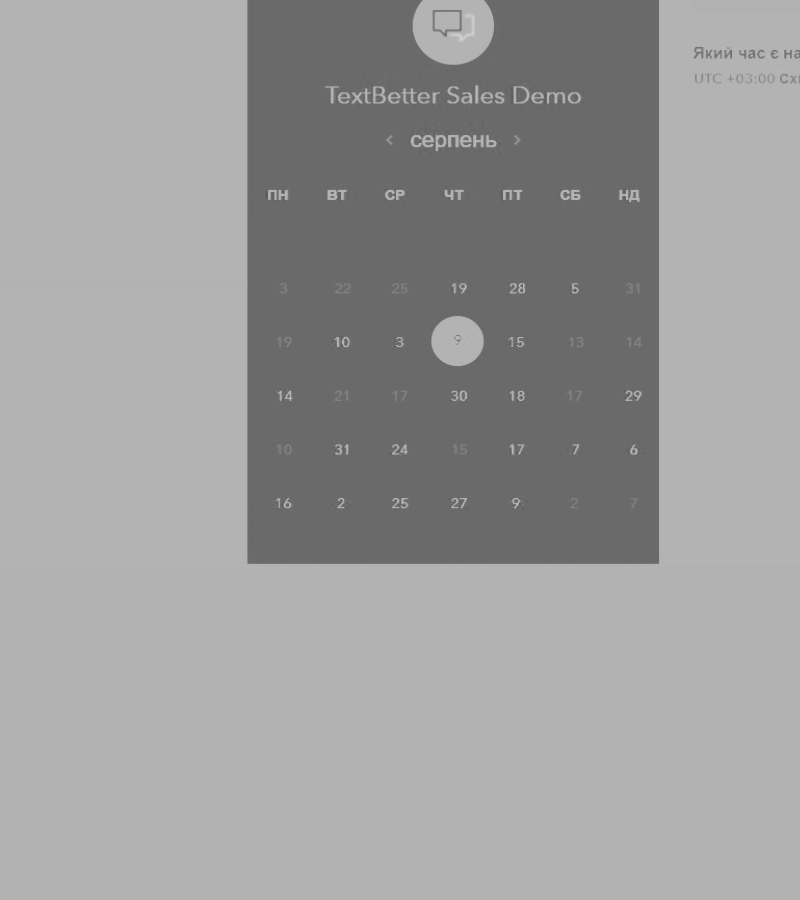 TextBetter Sales Demo
< серпень >
ПН ВТ СР ЧТ ПТ СБ НД
3 22 25 19 28 5 31
19 10 3 9 15 13 14
14 21 17 30 18 17 29
10 31 24 15 17 7 6
16 2 25 27 9 2 7
Який час є на
UTC +03:00 Схі